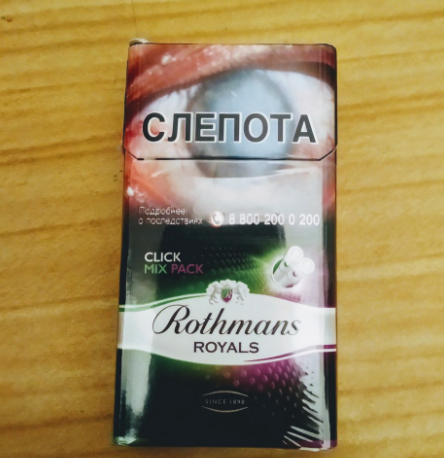 СЛЕПОТА
Подробнее
о последствиях 8 800 200 0 200
CLICK
MIX PACK
Rothmans
ROYALS
SINCE 1890